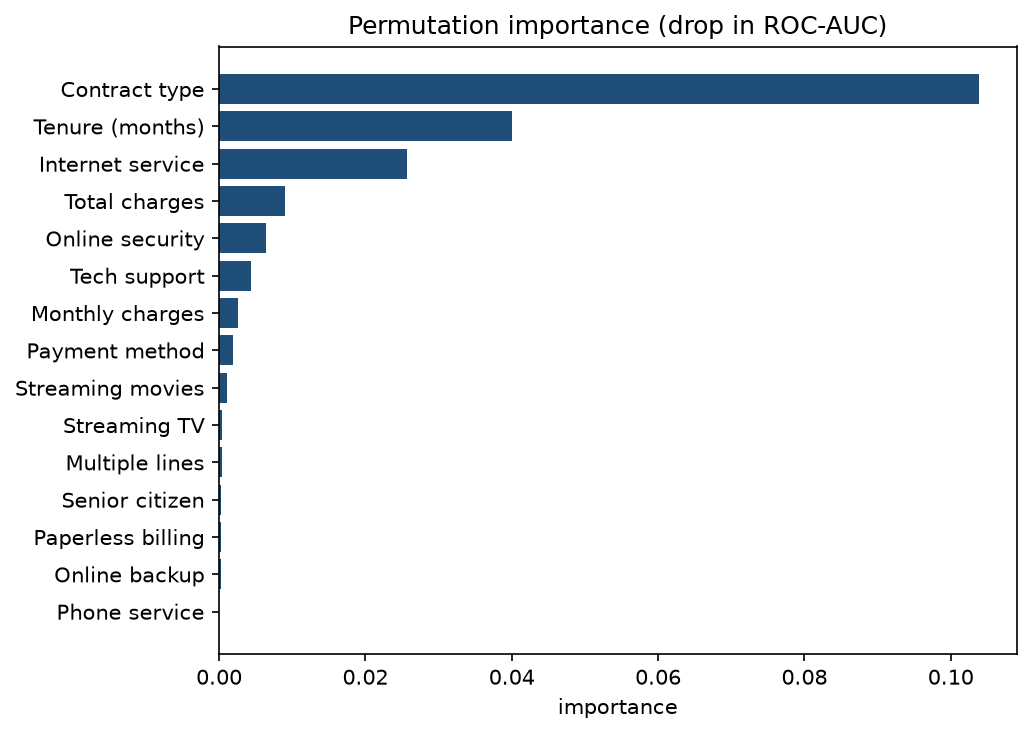 Permutation importance (drop in ROC-AUC)
Contract type
Tenure (months)
Internet service
Total charges
Online security
Tech support
Monthly charges
Payment method
Streaming movies
Streaming TV
Multiple lines
Senior citizen
Paperless billing
Online backup
Phone service
0.00 0.02 0.04 0.06 0.08 0.10
importance